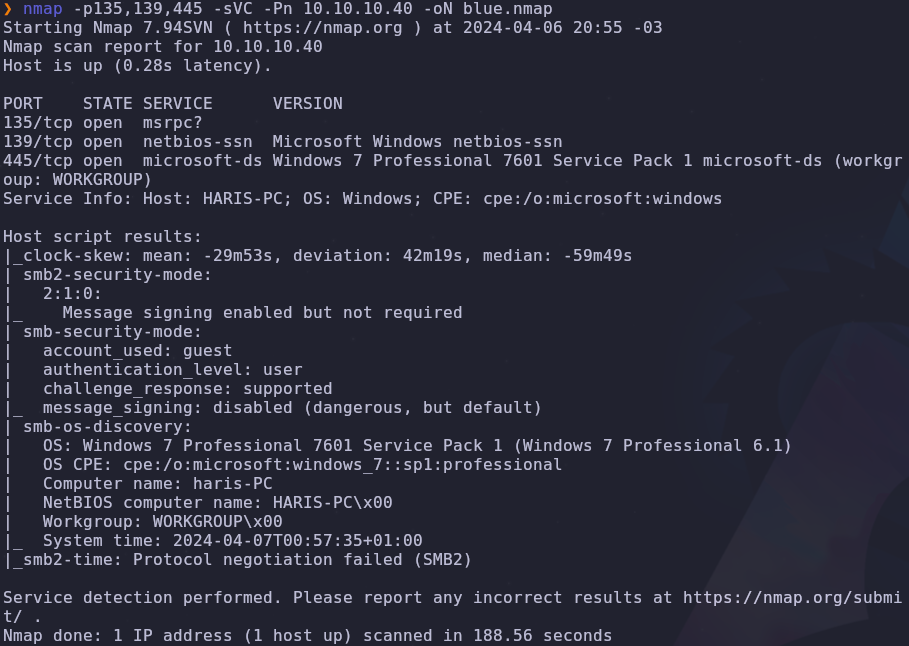 ❯ nmap -p135,139,445 -sVC -Pn 10.10.10.40 -oN blue.nmap
Starting Nmap 7.94SVN ( https://nmap.org ) at 2024-04-06 20:55 -03
Nmap scan report for 10.10.10.40
Host is up (0.28s latency).

PORT    STATE SERVICE      VERSION
135/tcp open  msrpc?
139/tcp open  netbios-ssn  Microsoft Windows netbios-ssn
445/tcp open  microsoft-ds Windows 7 Professional 7601 Service Pack 1 microsoft-ds (workgr
oup: WORKGROUP)
Service Info: Host: HARIS-PC; OS: Windows; CPE: cpe:/o:microsoft:windows

Host script results:
|_clock-skew: mean: -29m53s, deviation: 42m19s, median: -59m49s
| smb2-security-mode:
|   2:1:0:
|_    Message signing enabled but not required
| smb-security-mode:
|   account_used: guest
|   authentication_level: user
|   challenge_response: supported
|_  message_signing: disabled (dangerous, but default)
| smb-os-discovery:
|   OS: Windows 7 Professional 7601 Service Pack 1 (Windows 7 Professional 6.1)
|   OS CPE: cpe:/o:microsoft:windows_7::sp1:professional
|   Computer name: haris-PC
|   NetBIOS computer name: HARIS-PC\x00
|   Workgroup: WORKGROUP\x00
|_  System time: 2024-04-07T00:57:35+01:00
|_smb2-time: Protocol negotiation failed (SMB2)

Service detection performed. Please report any incorrect results at https://nmap.org/submi
t/ .
Nmap done: 1 IP address (1 host up) scanned in 188.56 seconds